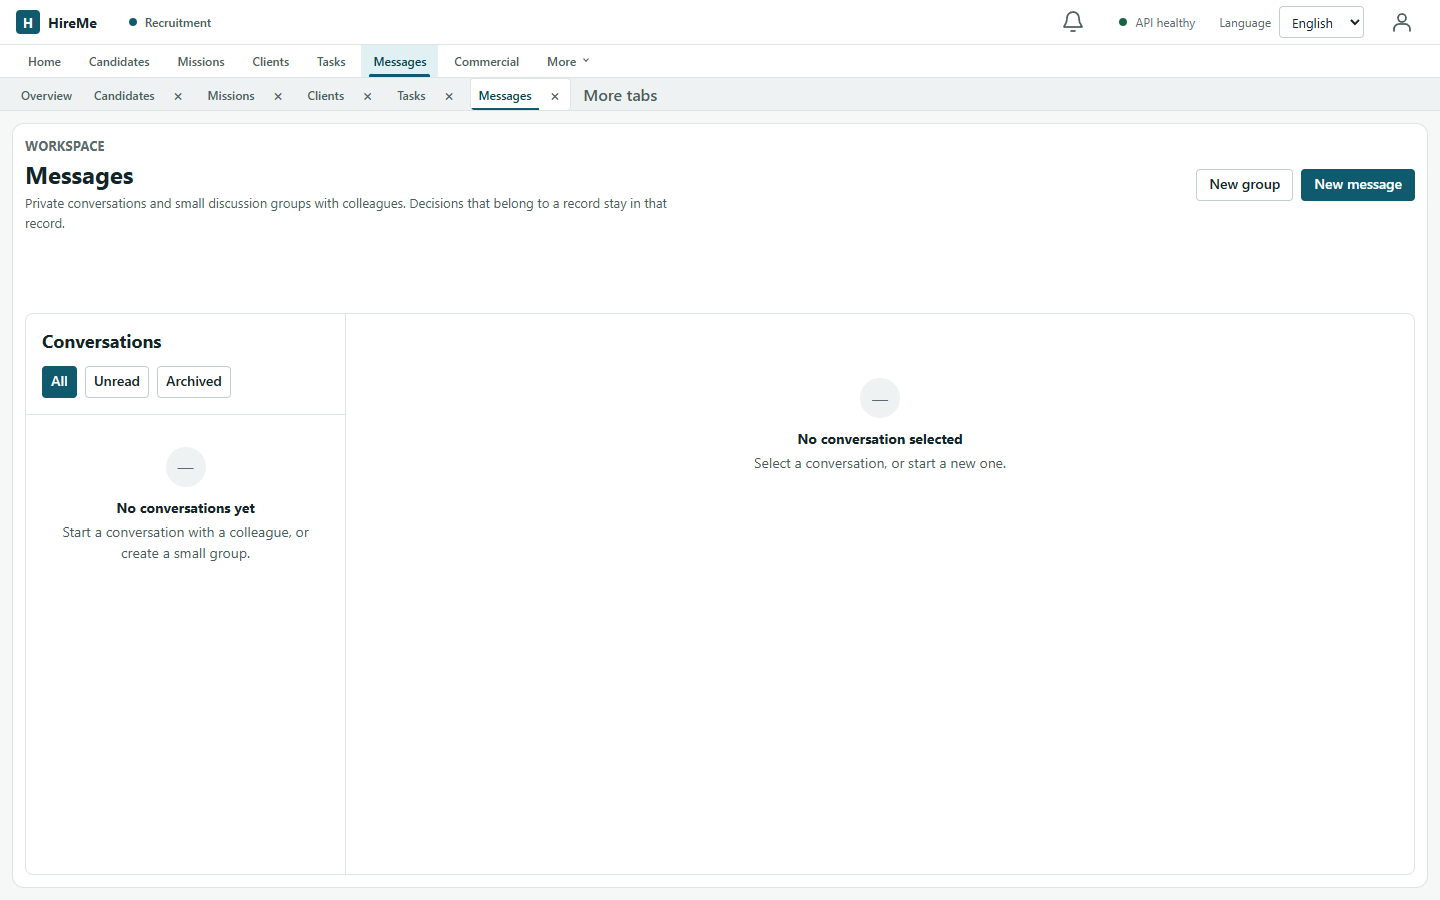 H HireMe Recruitment API healthy Language English
Home Candidates Missions Clients Tasks Messages Commercial More
Overview Candidates × Missions × Clients × Tasks × Messages × More tabs
WORKSPACE
Messages
New group New message
Private conversations and small discussion groups with colleagues. Decisions that belong to a record stay in that
record.
Conversations
All Unread Archived
—
No conversations yet
Start a conversation with a colleague, or
create a small group.
—
No conversation selected
Select a conversation, or start a new one.